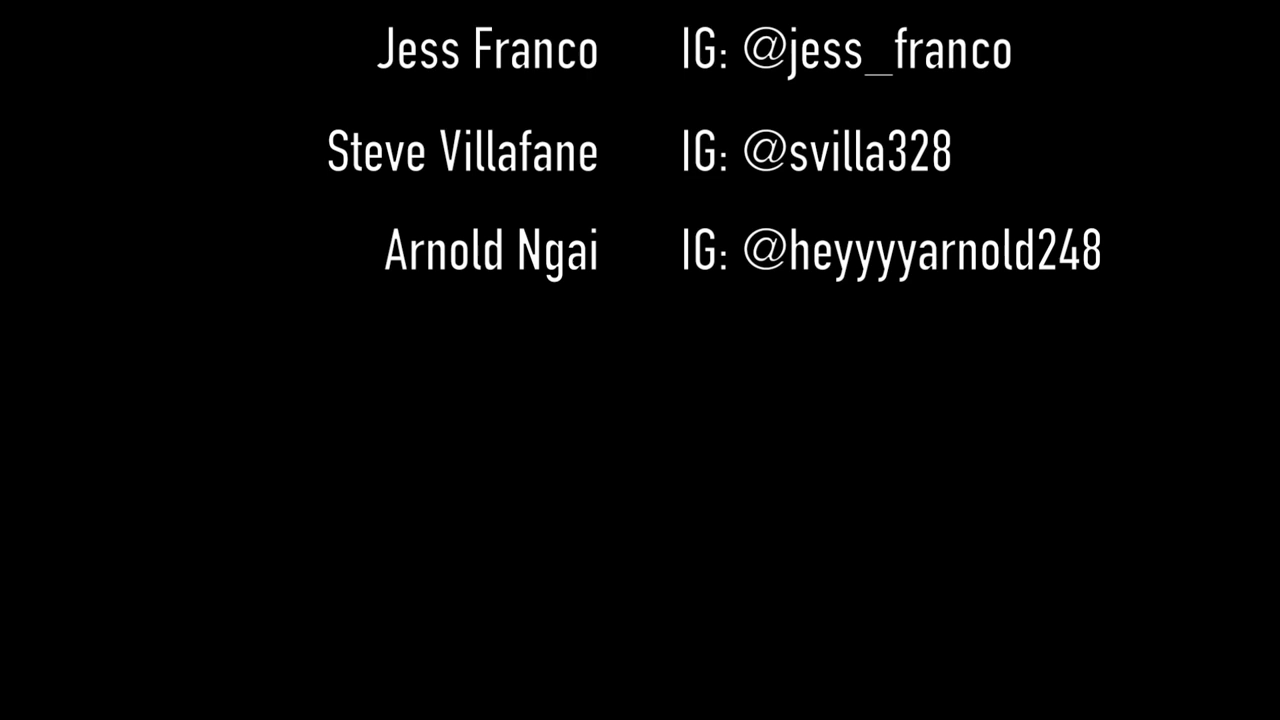 Jess Franco IG: @jess_franco
Steve Villafane IG: @svilla328
Arnold Ngai IG: @heyyyyarnold248